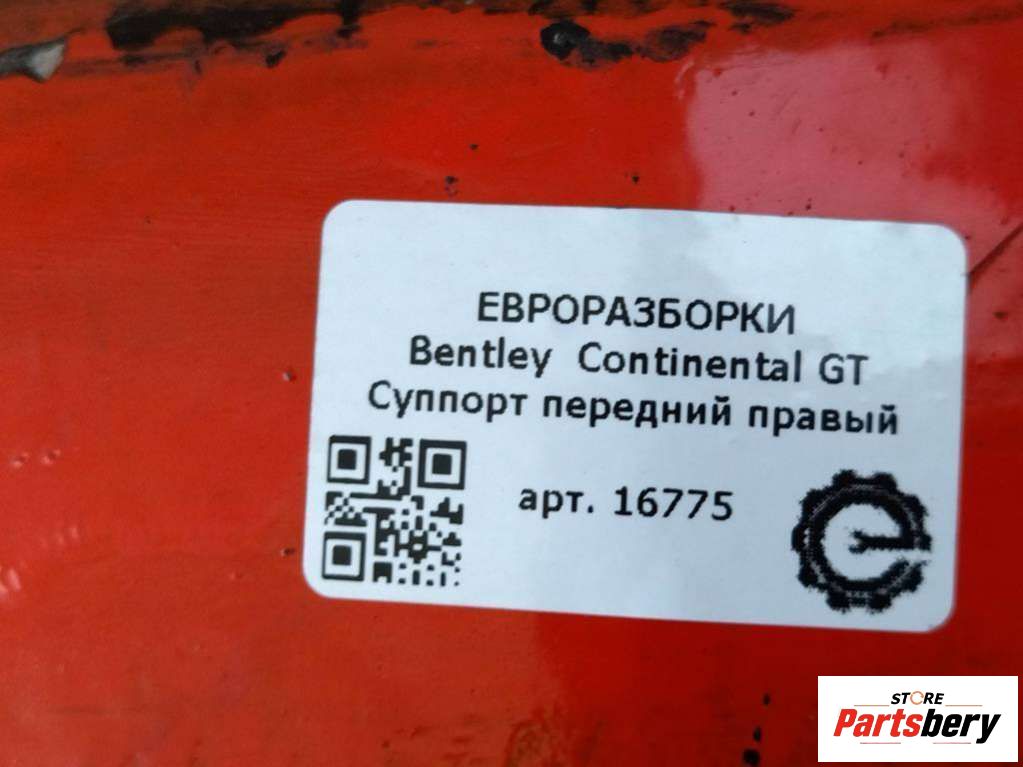 ЕВРОРАЗБОРКИ
Bentley Continental GT
Суппорт передний правый
арт. 16775
STORE
Partsbery